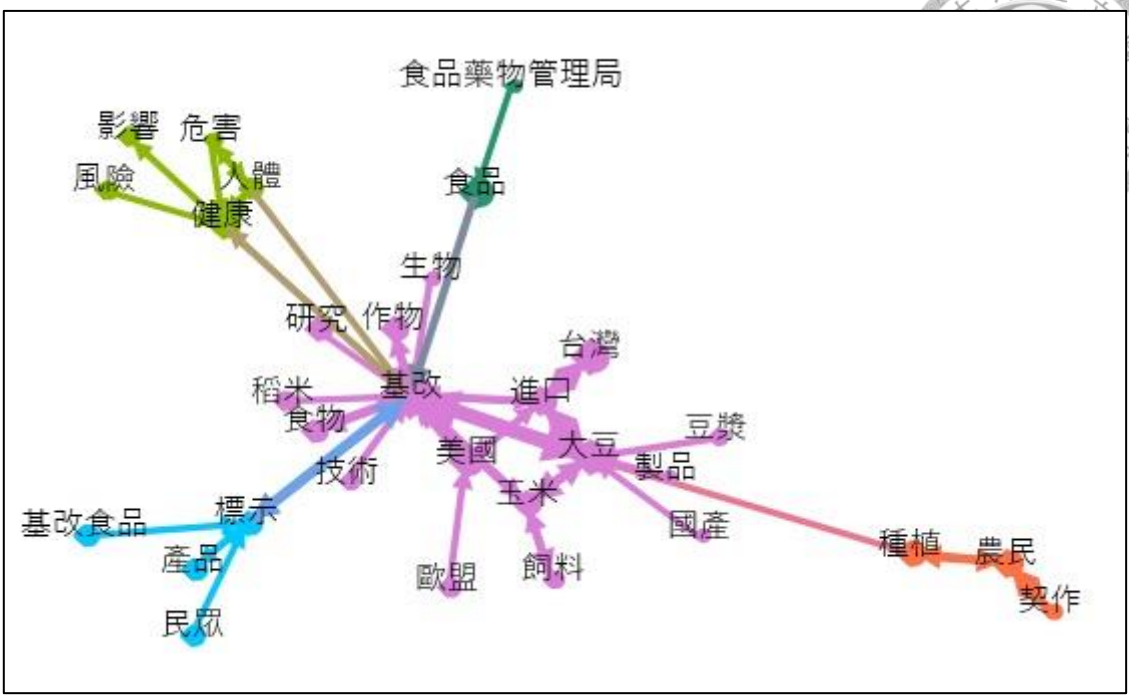 食品藥物管理局
影響
危害
風險
人體
食品
健康
生物
研究
作物
台灣
基改
進口
稻米
食物
豆漿
大豆
美國
製品
技術
玉米
標示
基改食品
國產
種植
農民
產品
歐盟
飼料
契作
民眾